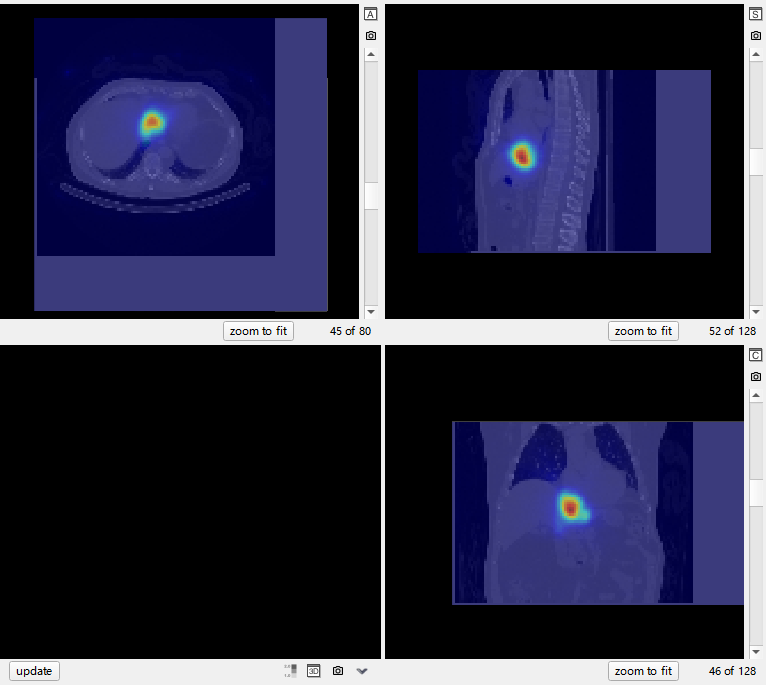 A
S
zoom to fit
45 of 80
zoom to fit
52 of 128
C
update
3D
zoom to fit
46 of 128